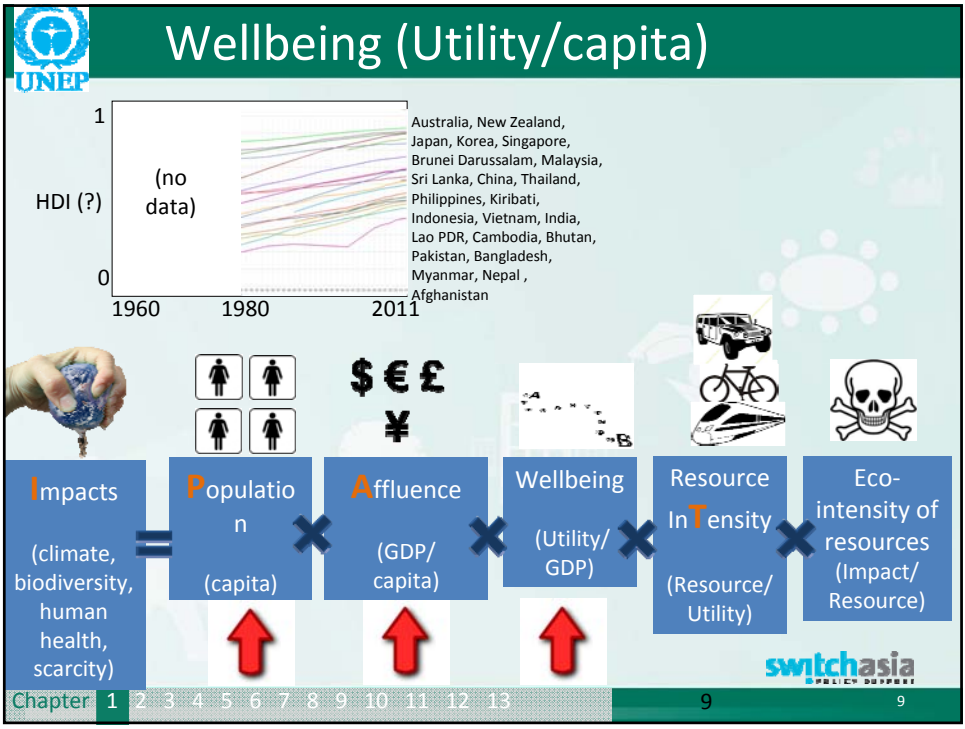 UNEP
Wellbeing (Utility/capita)
1
HDI (?)
0
(no
data)
1960
1980
2011
Australia, New Zealand,
Japan, Korea, Singapore,
Brunei Darussalam, Malaysia,
Sri Lanka, China, Thailand,
Philippines, Kiribati,
Indonesia, Vietnam, India,
Lao PDR, Cambodia, Bhutan,
Pakistan, Bangladesh,
Myanmar, Nepal ,
Afghanistan
$ € £
¥
A
B
Impacts
(climate,
biodiversity,
human
health,
scarcity)
=
Populatio
n
(capita)
×
Affluence
(GDP/
capita)
×
Wellbeing
(Utility/
GDP)
×
Resource
InTensity
(Resource/
Utility)
×
Eco-
intensity of
resources
(Impact/
Resource)
switchasia
POLICY SUPPORT
Chapter 1 2 3 4 5 6 7 8 9 10 11 12 13
9
9